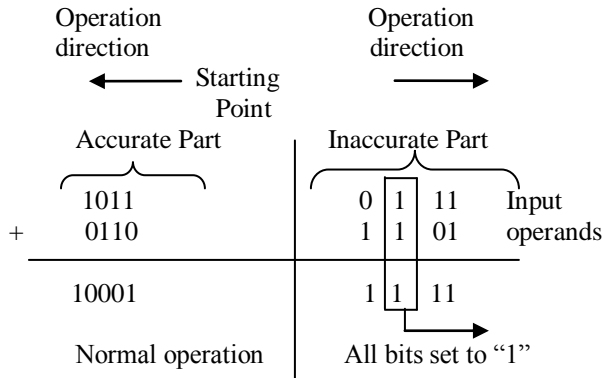 Operation direction
Operation direction
Starting Point
Accurate Part
Inaccurate Part
1011
0 1 11
Input operands
+ 0110
1 1 01
10001
1 1 11
Normal operation
All bits set to “1”